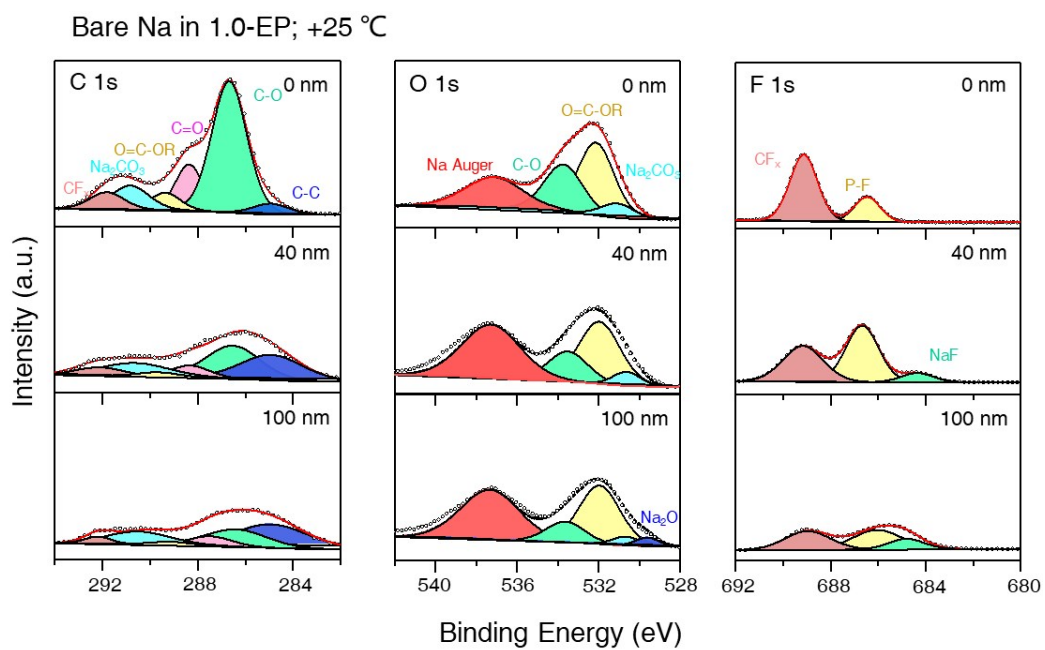 Bare Na in 1.0-EP; +25 ℃
Intensity (a.u.)
C 1s
0 nm
C-O
C=O
O=C-OR
Na₂CO₃
CFₓ
C-C
40 nm
100 nm
292 288 284
O 1s
0 nm
O=C-OR
Na Auger
C-O
Na₂CO₃
40 nm
100 nm
Na₂O
540 536 532 528
F 1s
0 nm
CFₓ
P-F
40 nm
NaF
100 nm
692 688 684 680
Binding Energy (eV)